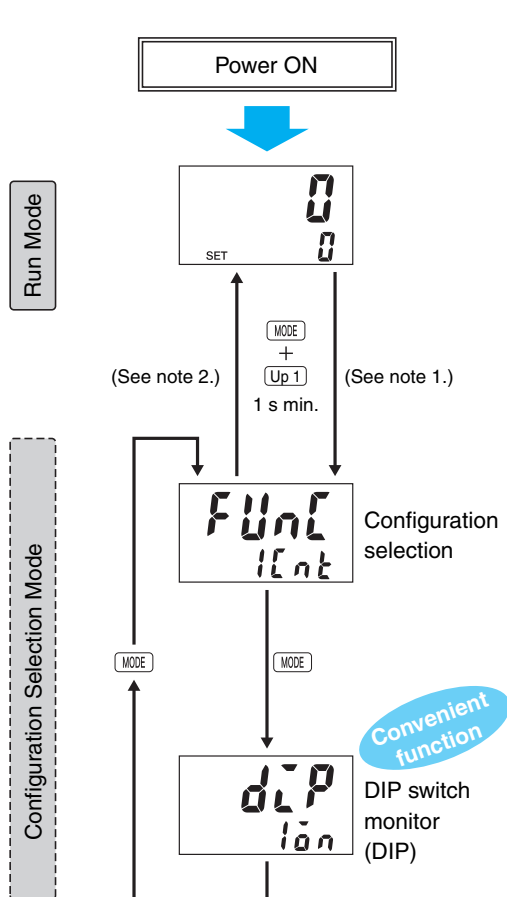 Power ON
Run Mode
0
SET 0
MODE
+
(See note 2.) Up 1 (See note 1.)
1 s min.
FUnC
1Cnt
Configuration
selection
Configuration Selection Mode
MODE MODE
Convenient
function
diP
1on
DIP switch
monitor
(DIP)